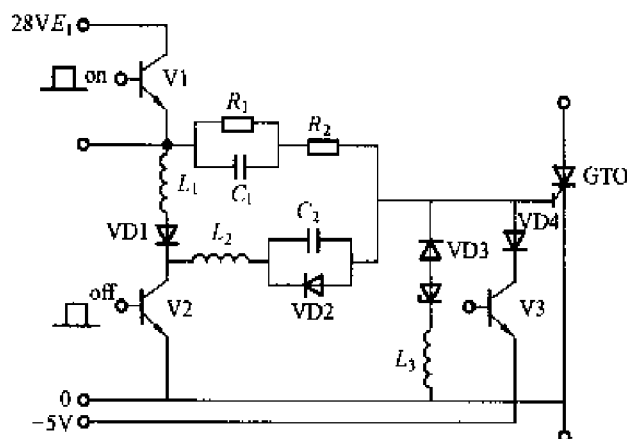 28VE₁
on
V1
R₁
R₂
C₁
L₁
GTO
VD1
L₂
C₂
VD4
VD3
off
VD2
V2
V3
L₃
0
−5V